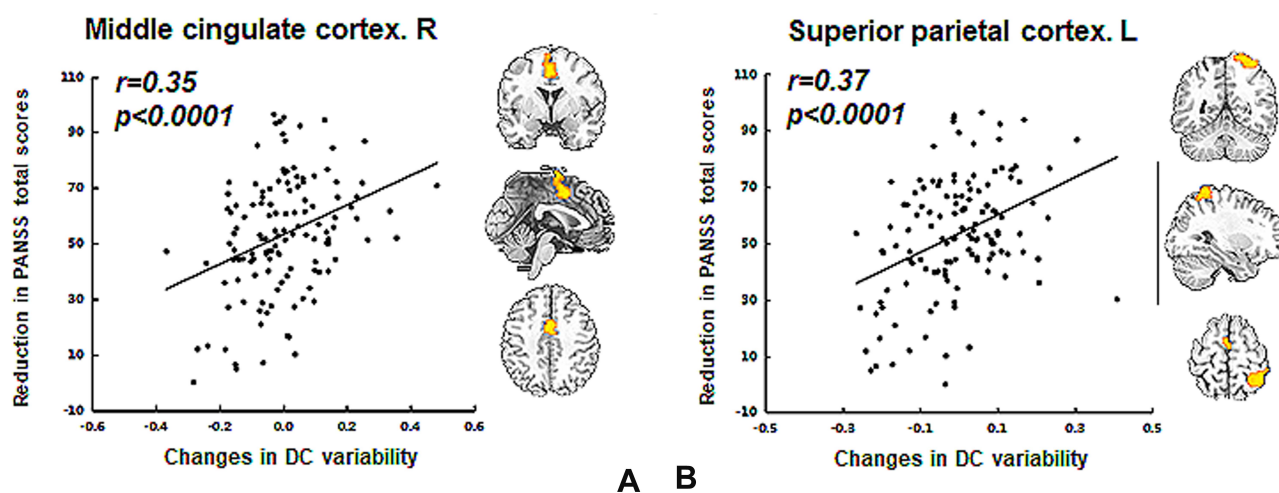 Middle cingulate cortex. R
r=0.35
p<0.0001
Reduction in PANSS total scores
110
90
70
50
30
10
-10
-0.6
-0.4
-0.2
0.0
0.2
0.4
0.6
Changes in DC variability
A
Superior parietal cortex. L
r=0.37
p<0.0001
Reduction in PANSS total scores
110
90
70
50
30
10
-10
-0.5
-0.3
-0.1
0.1
0.3
0.5
Changes in DC variability
B